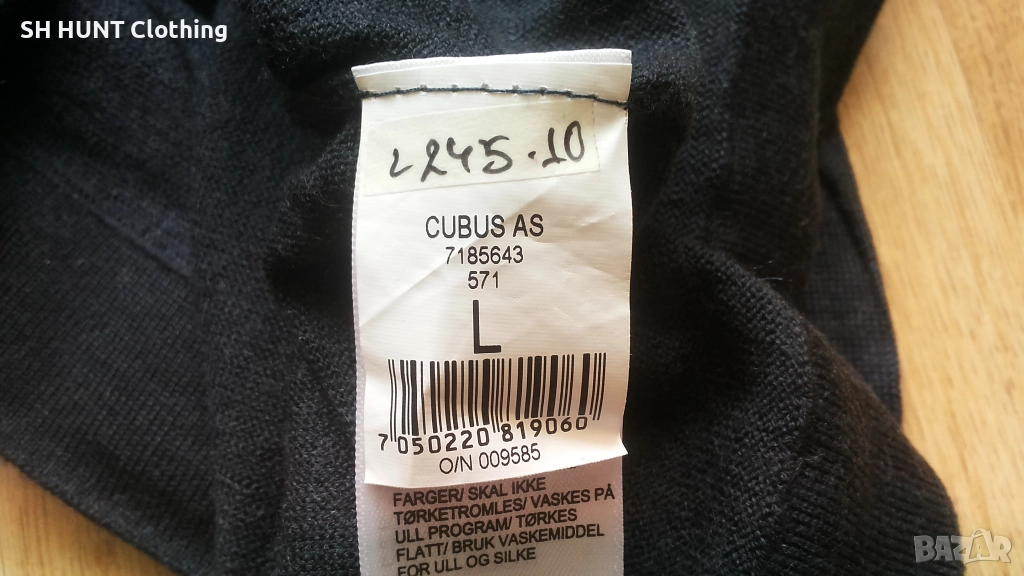 SH HUNT Clothing
L 245.10
CUBUS AS
7185643
571
L
7 050220 819060
O/N 009585
FARGER/ SKAL IKKE
TØRKETROMLES/ VASKES PÅ
ULL PROGRAM/ TØRKES
FLATT/ BRUK VASKEMIDDEL
FOR ULL OG SILKE
BAZAR